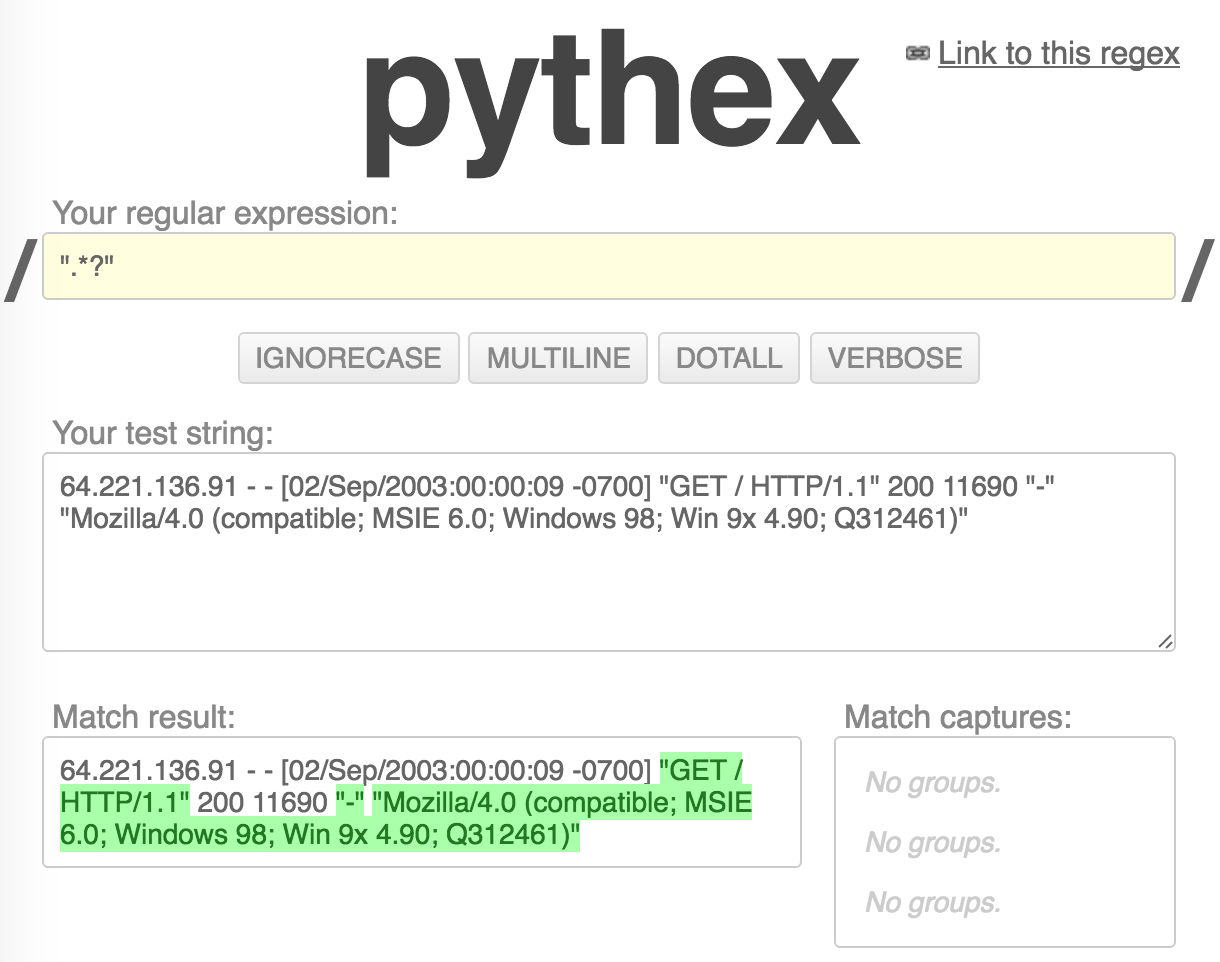 pythex
Link to this regex
Your regular expression:
/ ".*?" /
IGNORECASE MULTILINE DOTALL VERBOSE
Your test string:
64.221.136.91 - - [02/Sep/2003:00:00:09 -0700] "GET / HTTP/1.1" 200 11690 "-"
"Mozilla/4.0 (compatible; MSIE 6.0; Windows 98; Win 9x 4.90; Q312461)"
Match result:
64.221.136.91 - - [02/Sep/2003:00:00:09 -0700] "GET /
HTTP/1.1" 200 11690 "-" "Mozilla/4.0 (compatible; MSIE
6.0; Windows 98; Win 9x 4.90; Q312461)"
Match captures:
No groups.
No groups.
No groups.